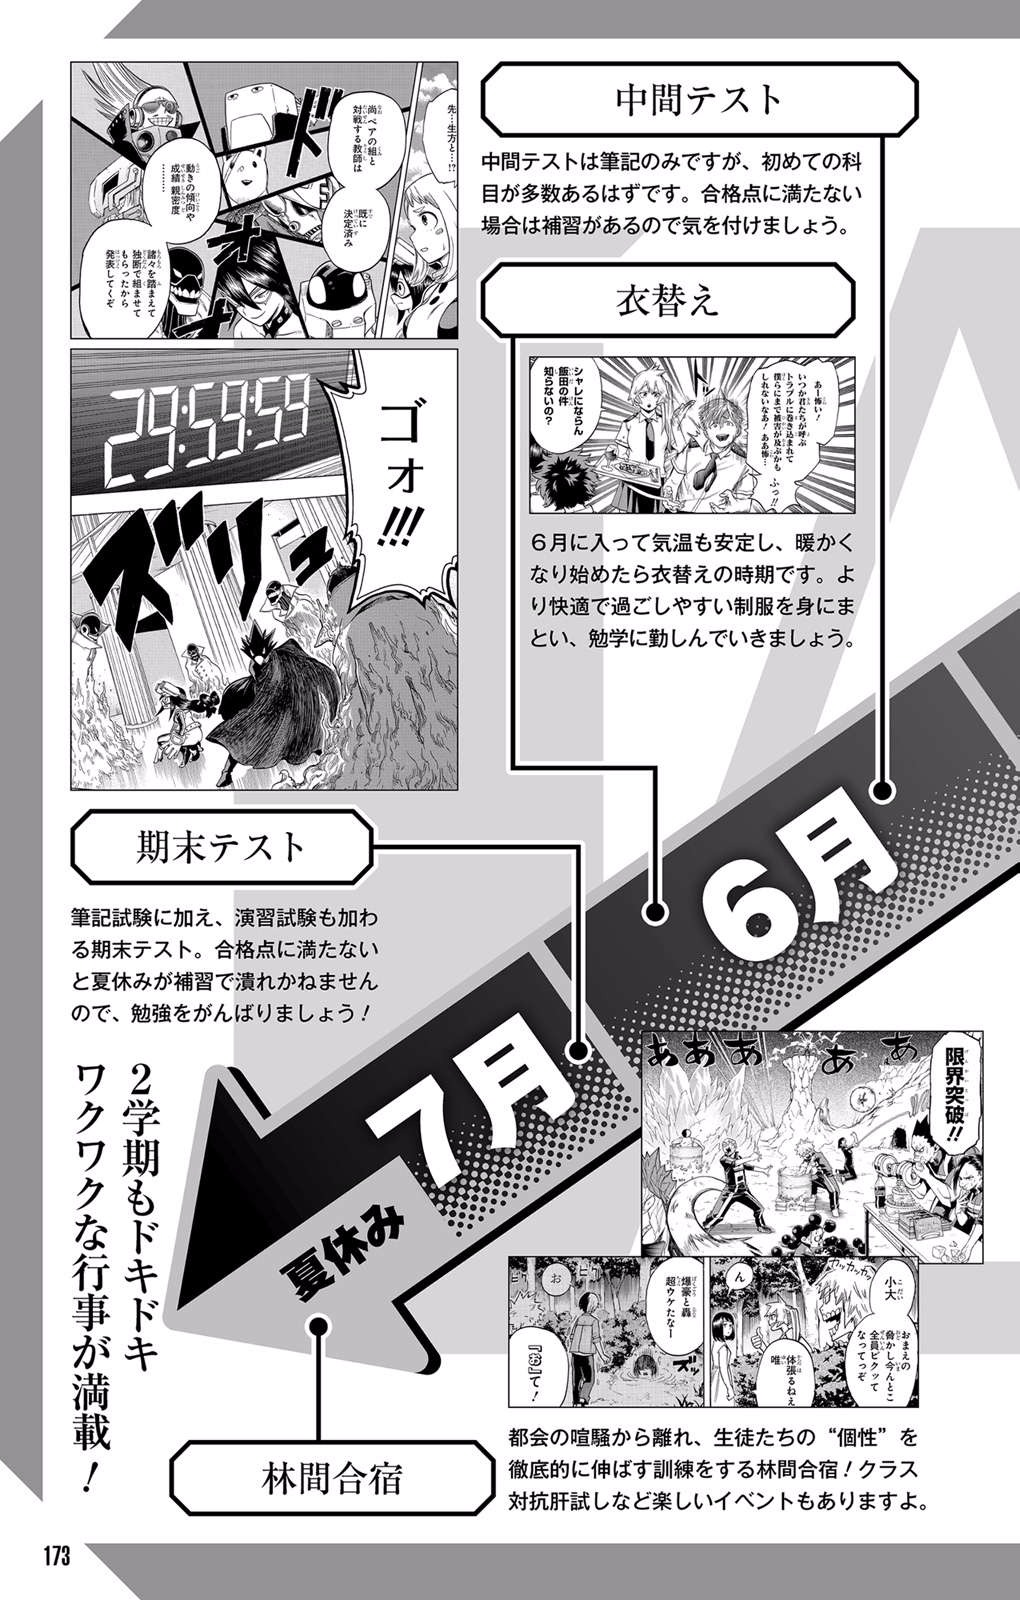 中間テスト
中間テストは筆記のみですが、初めての科
目が多数あるはずです。合格点に満たない
場合は補習があるので気を付けましょう。
衣替え
あー怖い！
いつか君たちが呼ぶ
トラブルに巻き込まれて
僕らにまで被害が及ぶかも
しれないなあ！ああ怖…
ふっ!!
シャレにならん
飯田の件
知らないの？
６月に入って気温も安定し、暖かく
なり始めたら衣替えの時期です。よ
り快適で過ごしやすい制服を身にま
とい、勉学に勤しんでいきましょう。
先…生方と…!?
尚 ペアの組と
対戦する教師は
既に
決定済み
動きの傾向や
成績 親密度
………
諸々を踏まえて
独断で組ませて
もらったから
発表してくぞ
ド
オオ
オオ
29:59:59
ゴォ!!!
ズリュ
期末テスト
筆記試験に加え、演習試験も加わ
る期末テスト。合格点に満たない
と夏休みが補習で潰れかねません
ので、勉強をがんばりましょう！
6月
7月
夏休み
限界突破!!
ああああぁ
カッカッカッ
小大
おまえの
脅かし今んとこ
全員ビクッて
なってっぞ
ん
体張るねえ
唯
爆豪と轟
超ウケたなー
お
ズッ
『お』て！
林間合宿
都会の喧騒から離れ、生徒たちの“個性”を
徹底的に伸ばす訓練をする林間合宿！クラス
対抗肝試しなど楽しいイベントもありますよ。
２学期もドキドキ
ワクワクな行事が満載！
173